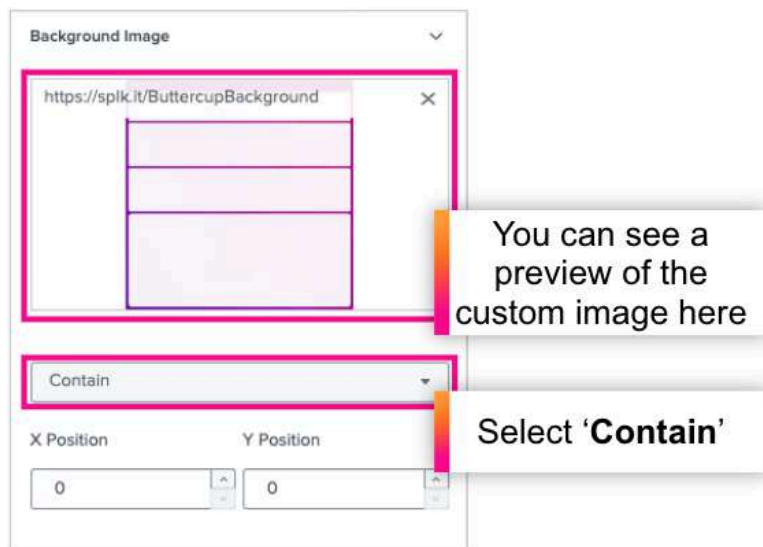 Background Image
https://splk.it/ButtercupBackground
You can see a
preview of the
custom image here
Contain
Select ‘Contain’
X Position Y Position
0 0